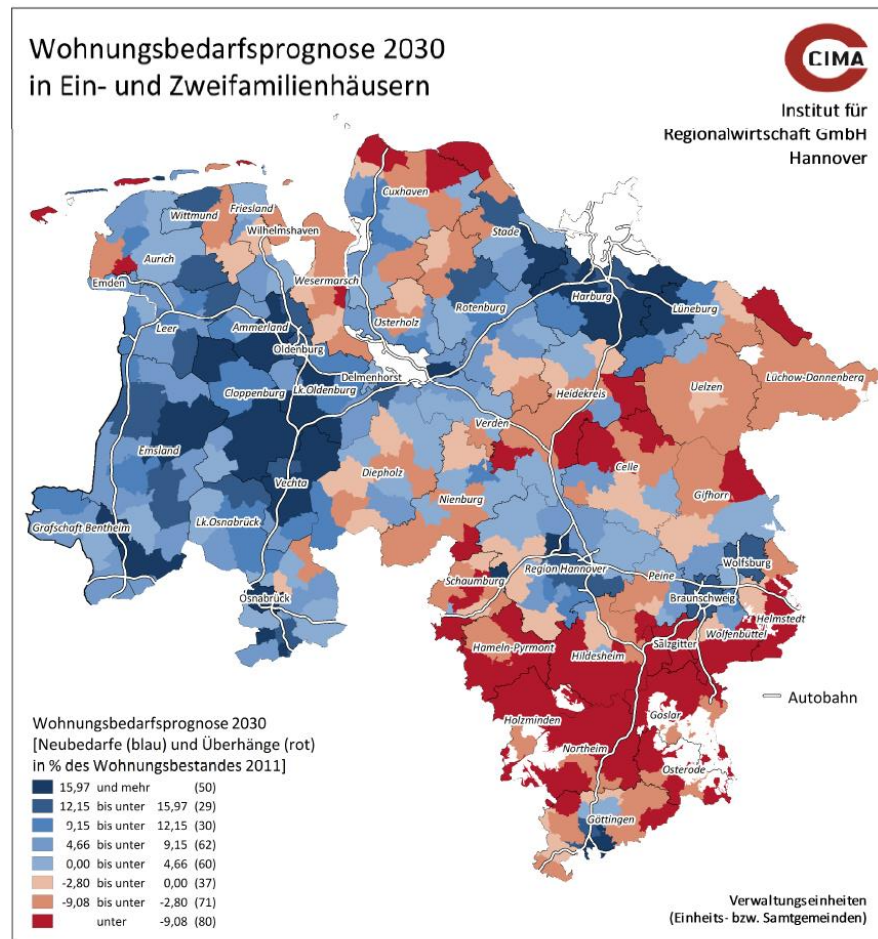 Wohnungsbedarfsprognose 2030
in Ein- und Zweifamilienhäusern
CIMA
Institut für
Regionalwirtschaft GmbH
Hannover
Cuxhaven
Wittmund
Friesland
Wilhelmshaven
Stade
Aurich
Emden
Wesermarsch
Harburg
Rotenburg
Lüneburg
Osterholz
Leer
Ammerland
Oldenburg
Delmenhorst
Lk.Oldenburg
Cloppenburg
Heidekreis
Uelzen
Lüchow-Dannenberg
Verden
Emsland
Diepholz
Celle
Vechta
Nienburg
Gifhorn
Grafschaft Bentheim
Lk.Osnabrück
Region Hannover
Peine
Wolfsburg
Schaumburg
Osnabrück
Braunschweig
Helmstedt
Wolfenbüttel
Salzgitter
Hameln-Pyrmont
Hildesheim
Autobahn
Holzminden
Goslar
Northeim
Osterode
Göttingen
Wohnungsbedarfsprognose 2030
[Neubedarfe (blau) und Überhänge (rot)
in % des Wohnungsbestandes 2011]
15,97 und mehr (50)
12,15 bis unter 15,97 (29)
9,15 bis unter 12,15 (30)
4,66 bis unter 9,15 (62)
0,00 bis unter 4,66 (60)
-2,80 bis unter 0,00 (37)
-9,08 bis unter -2,80 (71)
unter -9,08 (80)
Verwaltungseinheiten
(Einheits- bzw. Samtgemeinden)